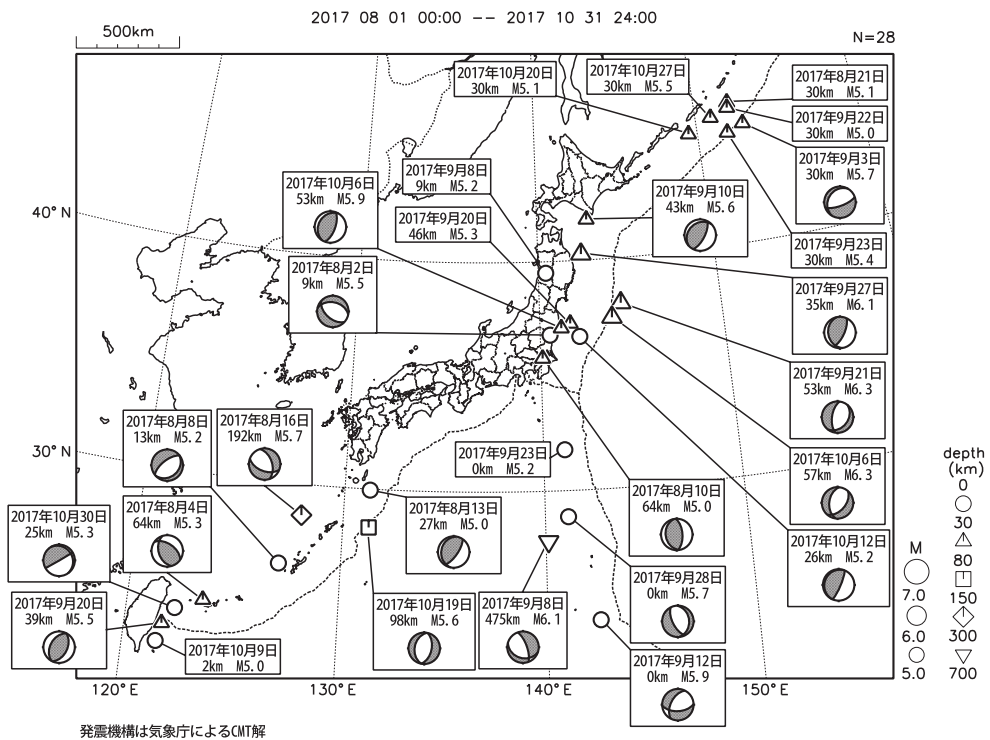 2017 08 01 00:00 -- 2017 10 31 24:00
500km
N=28
2017年10月20日
30km M5.1
2017年10月27日
30km M5.5
2017年8月21日
30km M5.1
2017年9月22日
30km M5.0
2017年9月3日
30km M5.7
2017年9月8日
9km M5.2
2017年10月6日
53km M5.9
2017年9月10日
43km M5.6
2017年9月20日
46km M5.3
40°N
2017年9月23日
30km M5.4
2017年8月2日
9km M5.5
2017年9月27日
35km M6.1
2017年9月21日
53km M6.3
2017年8月8日
13km M5.2
2017年8月16日
192km M5.7
30°N
2017年9月23日
0km M5.2
2017年10月6日
57km M6.3
2017年8月10日
64km M5.0
2017年8月4日
64km M5.3
2017年8月13日
27km M5.0
2017年10月30日
25km M5.3
2017年10月12日
26km M5.2
2017年9月28日
0km M5.7
2017年9月20日
39km M5.5
2017年10月19日
98km M5.6
2017年9月8日
475km M6.1
2017年10月9日
2km M5.0
2017年9月12日
0km M5.9
120°E
130°E
140°E
150°E
depth
(km)
0
30
80
150
300
700
M
7.0
6.0
5.0
発震機構は気象庁によるCMT解